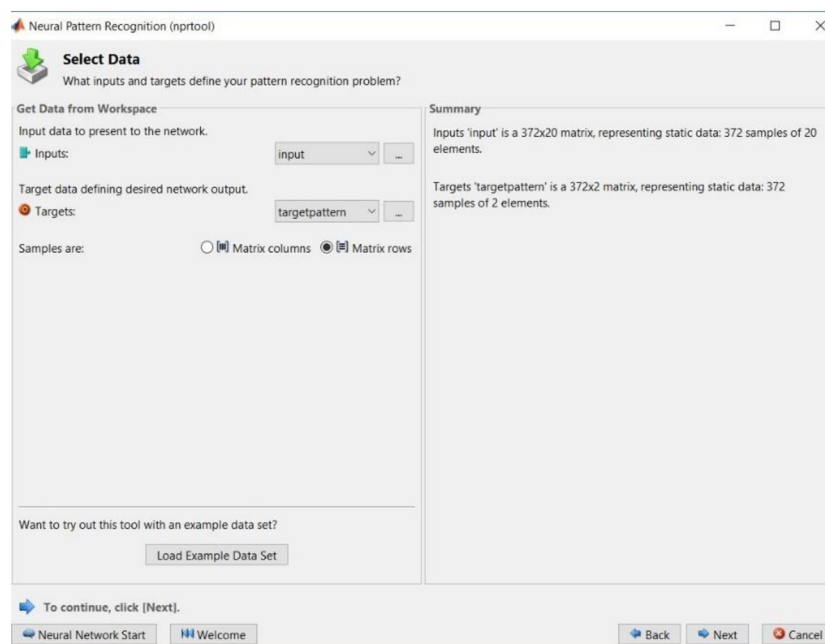 Neural Pattern Recognition (nprtool)
Select Data
What inputs and targets define your pattern recognition problem?
Get Data from Workspace
Input data to present to the network.
Inputs:
input
...
Target data defining desired network output.
Targets:
targetpattern
...
Samples are:
Matrix columns
Matrix rows
Want to try out this tool with an example data set?
Load Example Data Set
Summary
Inputs 'input' is a 372x20 matrix, representing static data: 372 samples of 20
elements.
Targets 'targetpattern' is a 372x2 matrix, representing static data: 372
samples of 2 elements.
To continue, click [Next].
Neural Network Start
Welcome
Back
Next
Cancel